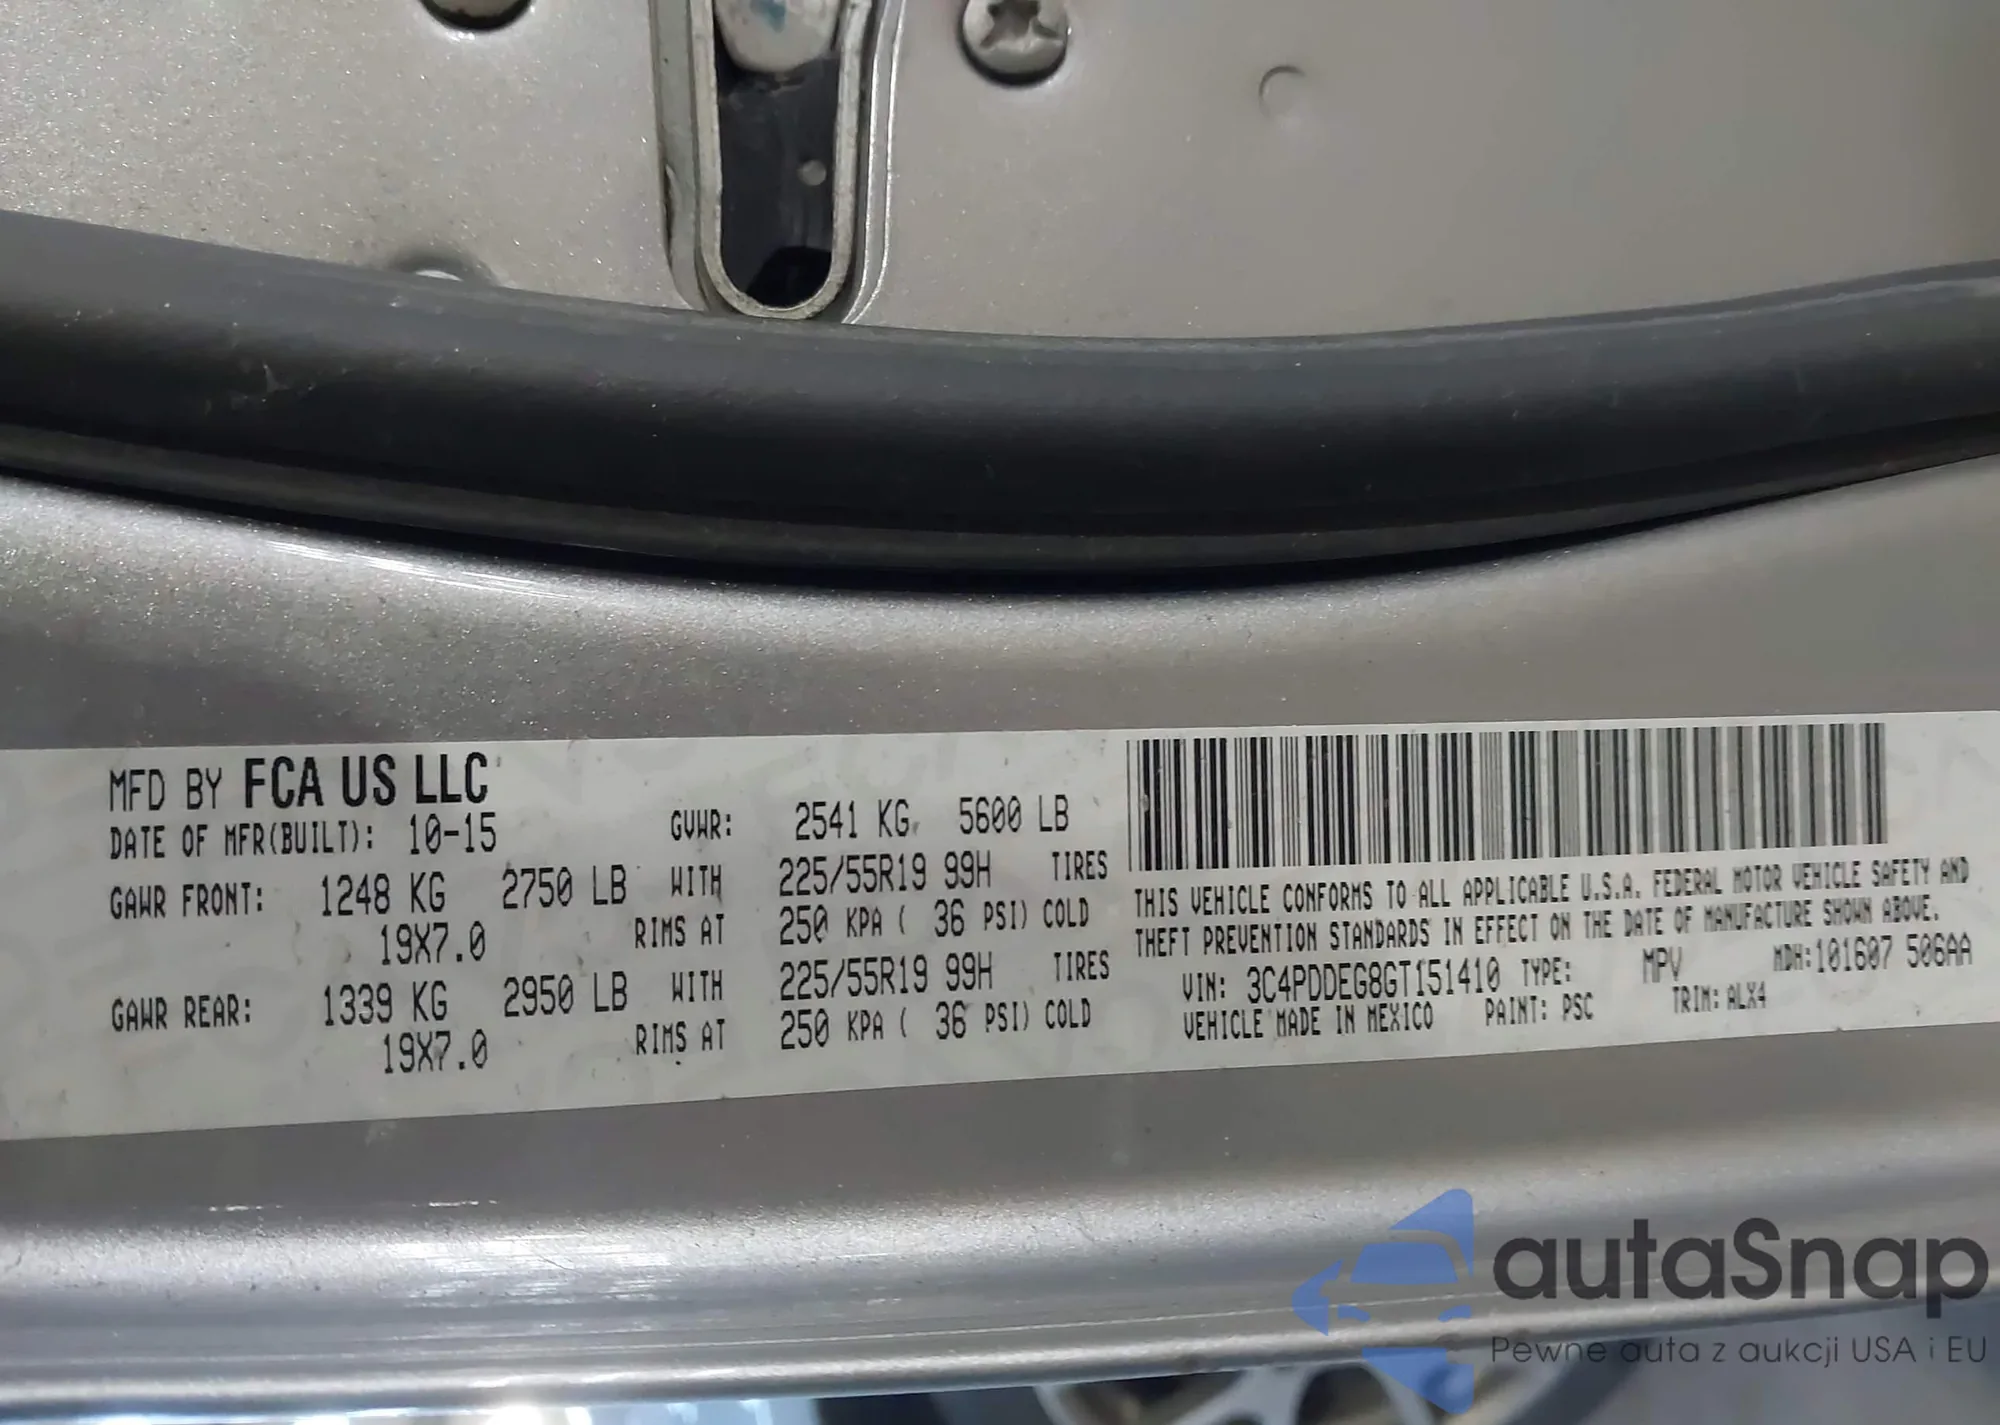 MFD BY FCA US LLC
DATE OF MFR(BUILT): 10-15 GVWR: 2541 KG 5600 LB
GAWR FRONT: 1248 KG 2750 LB WITH 225/55R19 99H TIRES
19X7.0 RIMS AT 250 KPA ( 36 PSI) COLD
GAWR REAR: 1339 KG 2950 LB WITH 225/55R19 99H TIRES
19X7.0 RIMS AT 250 KPA ( 36 PSI) COLD
THIS VEHICLE CONFORMS TO ALL APPLICABLE U.S.A. FEDERAL MOTOR VEHICLE SAFETY AND
THEFT PREVENTION STANDARDS IN EFFECT ON THE DATE OF MANUFACTURE SHOWN ABOVE.
VIN: 3C4PDDEG8GT151410 TYPE: MPV MDH:101607 506AA
VEHICLE MADE IN MEXICO PAINT: PSC TRIM: ALX4
autaSnap
Pewne auta z aukcji USA i EU